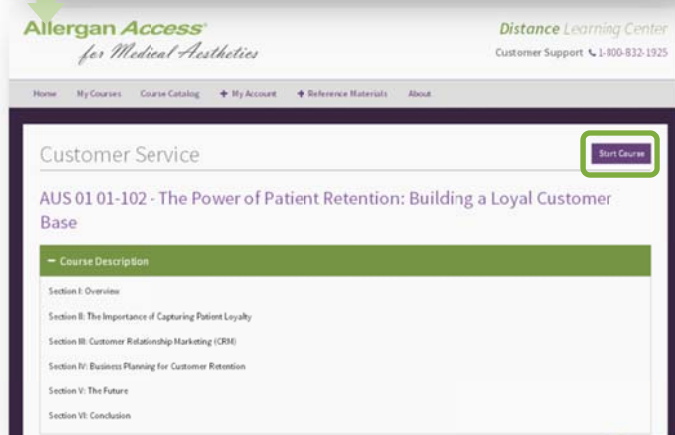 Allergan Access®
for Medical Aesthetics
Distance Learning Center
Customer Support 1-800-832-1925
Home My Courses Course Catalog + My Account + Reference Materials About
Customer Service
Start Course
AUS 01 01-102 - The Power of Patient Retention: Building a Loyal Customer
Base
− Course Description
Section I: Overview
Section II: The Importance of Capturing Patient Loyalty
Section III: Customer Relationship Marketing (CRM)
Section IV: Business Planning for Customer Retention
Section V: The Future
Section VI: Conclusion